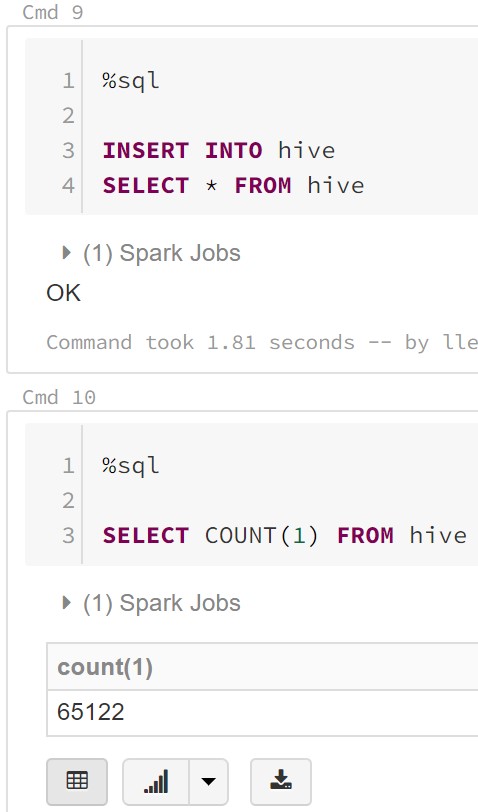 Cmd 9
1 %sql
2
3 INSERT INTO hive
4 SELECT * FROM hive
(1) Spark Jobs
OK
Command took 1.81 seconds -- by lle
Cmd 10
1 %sql
2
3 SELECT COUNT(1) FROM hive
(1) Spark Jobs
count(1)
65122